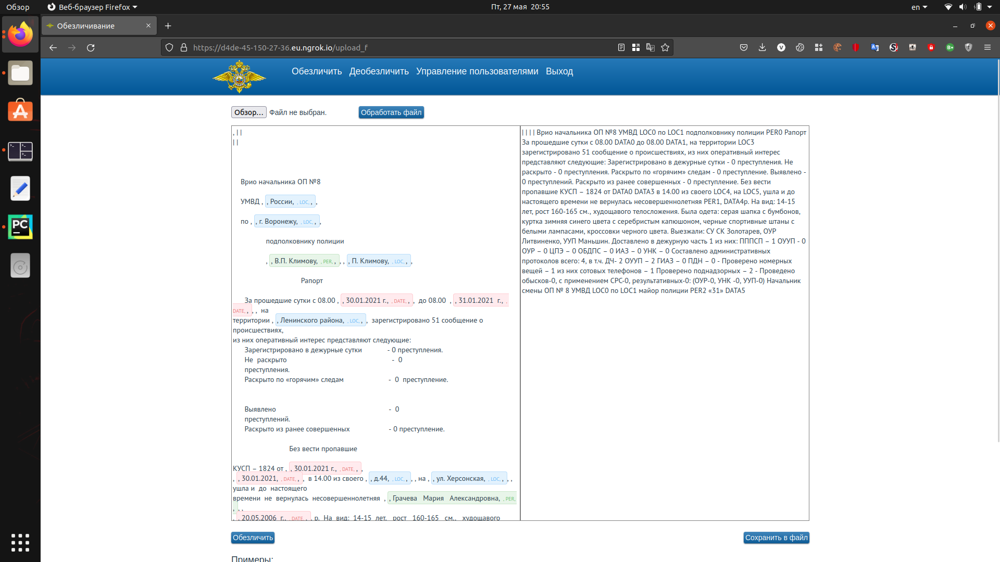 Обзор
Веб-браузер Firefox
Пт, 27 мая 20:55
en
Обезличивание
https://d4de-45-150-27-36.eu.ngrok.io/upload_f
Обезличить Деобезличить Управление пользователями Выход
Обзор... Файл не выбран. Обработать файл
, | |
| |
Врио начальника ОП №8
УМВД , , России, , LOC, , ,
по , , г. Воронежу, , LOC, , ,
подполковнику полиции
, , В.П. Климову, , PER, , , , , П. Климову, , LOC, , ,
Рапорт
За прошедшие сутки с 08.00 , , 30.01.2021 г., , DATE, , , до 08.00 , , 31.01.2021 г., ,
DATE, , , , на
территории , , Ленинского района, , LOC, , , зарегистрировано 51 сообщение о
происшествиях,
из них оперативный интерес представляют следующие:
Зарегистрировано в дежурные сутки - 0 преступления.
Не раскрыто - 0
преступления.
Раскрыто по «горячим» следам - 0 преступление.
Выявлено - 0
преступлений.
Раскрыто из ранее совершенных - 0 преступление.
Без вести пропавшие
КУСП – 1824 от , , 30.01.2021 г., , DATE, , ,
, , 30.01.2021, , DATE, , , в 14.00 из своего , , д.44, , LOC, , , , на , , ул. Херсонская, , LOC, , , ,
ушла и до настоящего
времени не вернулась несовершеннолетняя , , Грачева Мария Александровна, , PER,
, , ,
, , 20.05.2006 г., , DATE, , , р. На вид: 14-15 лет, рост 160-165 см., худощавого
| | | | Врио начальника ОП №8 УМВД LOC0 по LOC1 подполковнику полиции PER0 Рапорт
За прошедшие сутки с 08.00 DATA0 до 08.00 DATA1, на территории LOC3
зарегистрировано 51 сообщение о происшествиях, из них оперативный интерес
представляют следующие: Зарегистрировано в дежурные сутки - 0 преступления. Не
раскрыто - 0 преступления. Раскрыто по «горячим» следам - 0 преступление. Выявлено -
0 преступлений. Раскрыто из ранее совершенных - 0 преступление. Без вести
пропавшие КУСП – 1824 от DATA0 DATA3 в 14.00 из своего LOC4, на LOC5, ушла и до
настоящего времени не вернулась несовершеннолетняя PER1, DATA4р. На вид: 14-15
лет, рост 160-165 см., худощавого телосложения. Была одета: серая шапка с бумбонов,
куртка зимняя синего цвета с серебристым капюшоном, черные спортивные штаны с
белыми лампасами, кроссовки черного цвета. Выезжали: СУ СК Золотарев, ОУР
Литвиненко, УУП Маньшин. Доставлено в дежурную часть 1 из них: ПППСП – 1 ОУУП - 0
ОУР – 0 ЦПЭ – 0 ОБДПС – 0 ИАЗ – 0 УНК – 0 Составлено административных
протоколов всего: 4, в т.ч. ДЧ- 2 ОУУП – 2 ГИАЗ – 0 ПДН – 0 - Проверено номерных
вещей – 1 из них сотовых телефонов – 1 Проверено поднадзорных – 2 - Проведено
обысков-0, с применением СРС-0, результативных-0: (ОУР-0, УНК -0, УУП-0) Начальник
смены ОП № 8 УМВД LOC0 по LOC1 майор полиции PER2 «31» DATA5
Обезличить
Сохранить в файл
Примеры: